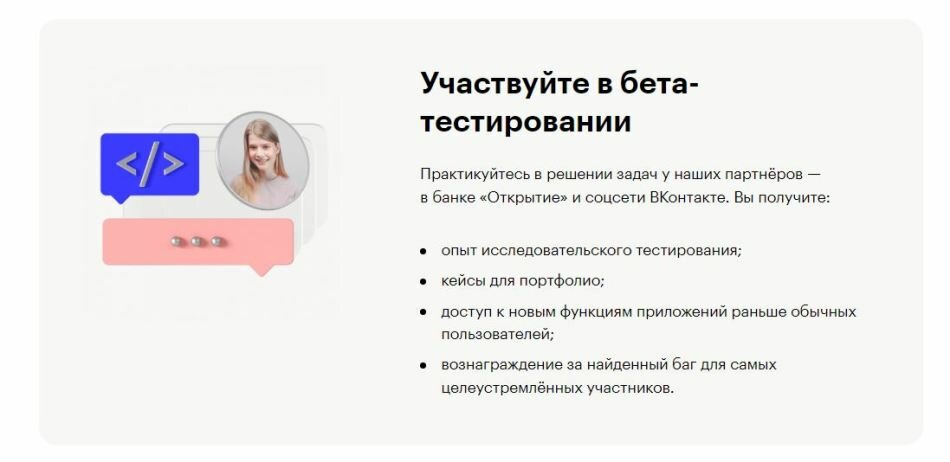 Участвуйте в бета-
тестировании
Практикуйтесь в решении задач у наших партнёров —
в банке «Открытие» и соцсети ВКонтакте. Вы получите:
опыт исследовательского тестирования;
кейсы для портфолио;
доступ к новым функциям приложений раньше обычных
пользователей;
вознаграждение за найденный баг для самых
целеустремлённых участников.